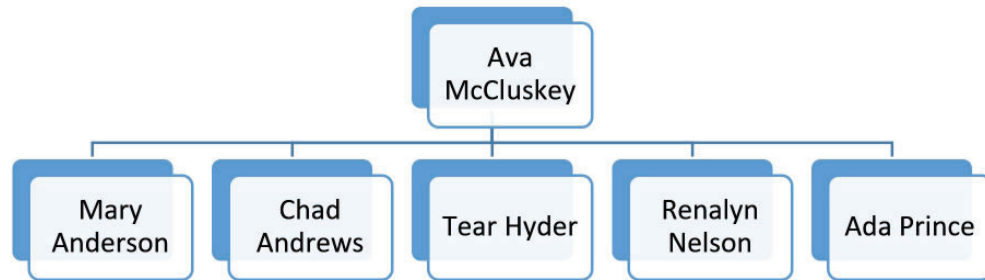 Ava
McCluskey
Mary
Anderson
Chad
Andrews
Tear Hyder
Renalyn
Nelson
Ada Prince